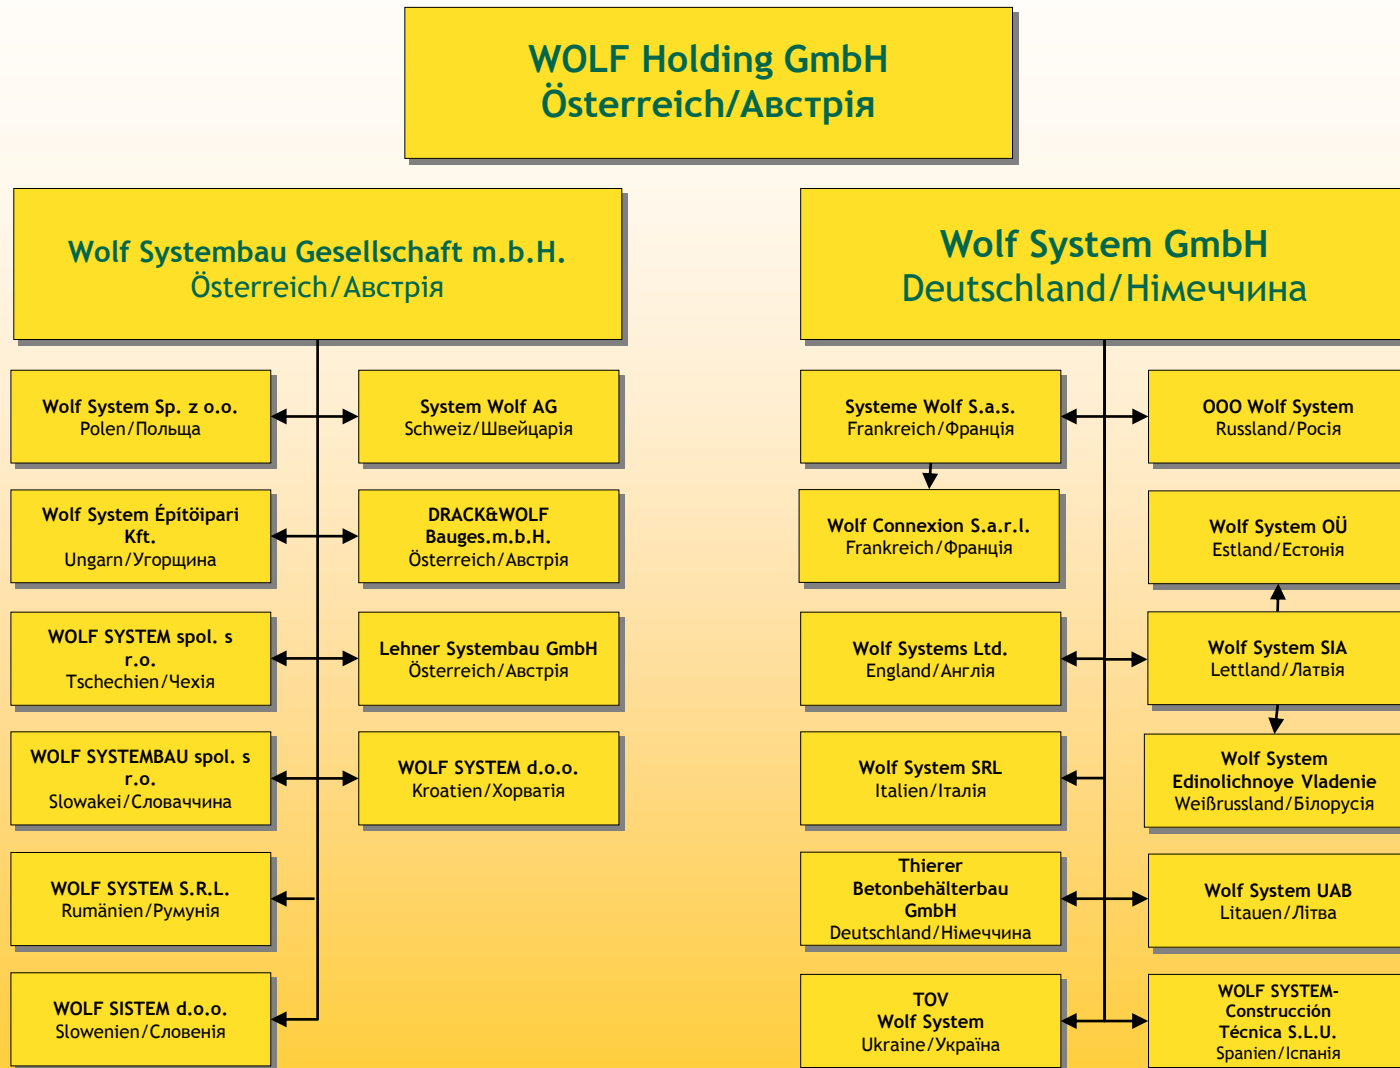 WOLF Holding GmbH
Österreich/Австрія
Wolf Systembau Gesellschaft m.b.H.
Österreich/Австрія
Wolf System GmbH
Deutschland/Німеччина
Wolf System Sp. z o.o.
Polen/Польща
System Wolf AG
Schweiz/Швейцарія
Systeme Wolf S.a.s.
Frankreich/Франція
OOO Wolf System
Russland/Росія
Wolf System Építöipari
Kft.
Ungarn/Угорщина
DRACK&WOLF
Bauges.m.b.H.
Österreich/Австрія
Wolf Connexion S.a.r.l.
Frankreich/Франція
Wolf System OÜ
Estland/Естонія
WOLF SYSTEM spol. s
r.o.
Tschechien/Чехія
Lehner Systembau GmbH
Österreich/Австрія
Wolf Systems Ltd.
England/Англія
Wolf System SIA
Lettland/Латвія
WOLF SYSTEMBAU spol. s
r.o.
Slowakei/Словаччина
WOLF SYSTEM d.o.o.
Kroatien/Хорватія
Wolf System SRL
Italien/Італія
Wolf System
Edinolichnoye Vladenie
Weißrussland/Білорусія
WOLF SYSTEM S.R.L.
Rumänien/Румунія
Thierer
Betonbehälterbau
GmbH
Deutschland/Німеччина
Wolf System UAB
Litauen/Літва
WOLF SISTEM d.o.o.
Slowenien/Словенія
TOV
Wolf System
Ukraine/Україна
WOLF SYSTEM-
Construcción
Técnica S.L.U.
Spanien/Іспанія